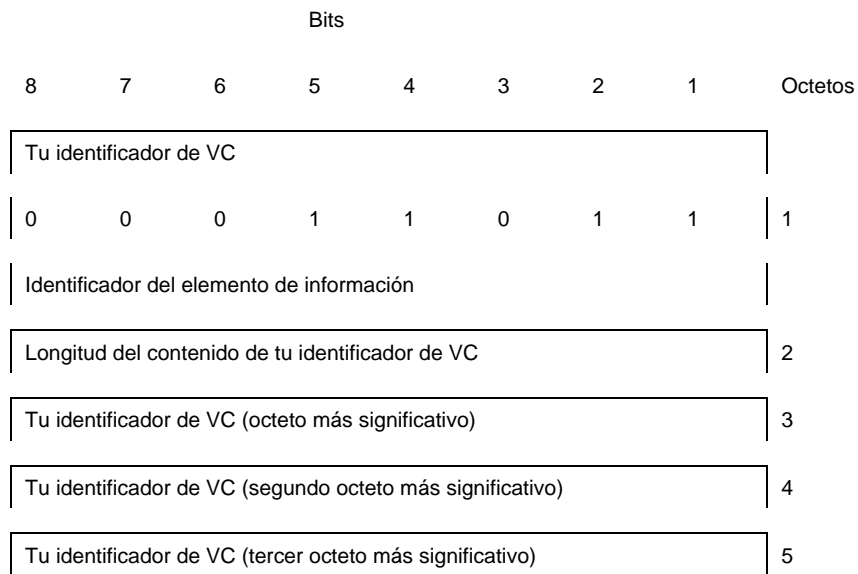 Bits
8 7 6 5 4 3 2 1 Octetos
Tu identificador de VC
0 0 0 1 1 0 1 1 1
Identificador del elemento de información
Longitud del contenido de tu identificador de VC 2
Tu identificador de VC (octeto más significativo) 3
Tu identificador de VC (segundo octeto más significativo) 4
Tu identificador de VC (tercer octeto más significativo) 5